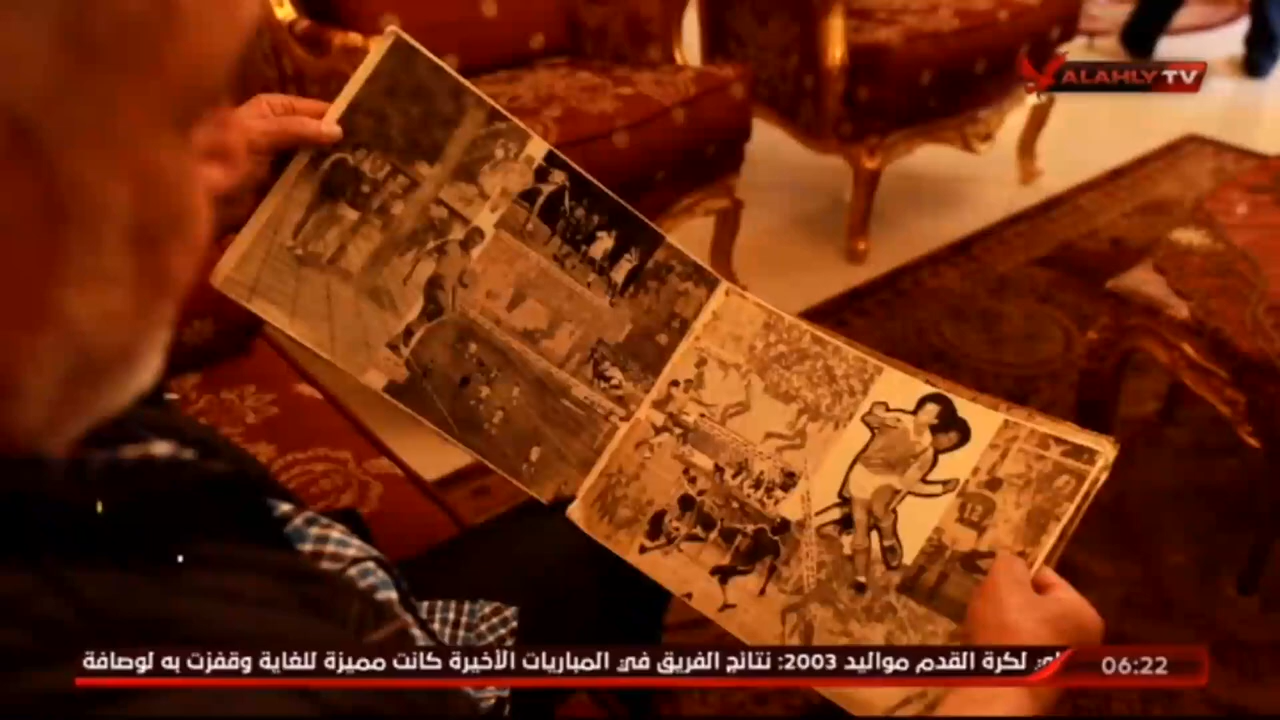 ALAHLY TV
لكرة القدم مواليد 2003: نتائج الفريق في المباريات الأخيرة كانت مميزة للغاية وقفزت به لوصافة
06:22
13